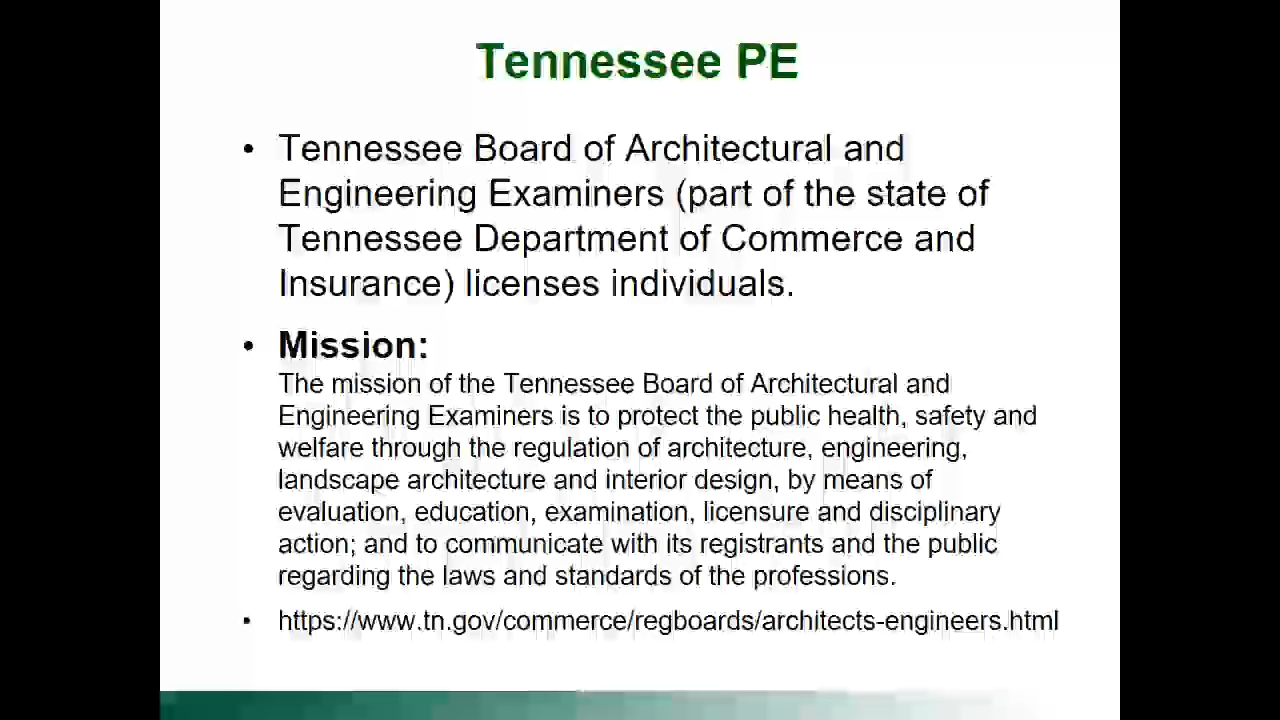 Tennessee PE
• Tennessee Board of Architectural and
Engineering Examiners (part of the state of
Tennessee Department of Commerce and
Insurance) licenses individuals.
• Mission:
The mission of the Tennessee Board of Architectural and
Engineering Examiners is to protect the public health, safety and
welfare through the regulation of architecture, engineering,
landscape architecture and interior design, by means of
evaluation, education, examination, licensure and disciplinary
action; and to communicate with its registrants and the public
regarding the laws and standards of the professions.
• https://www.tn.gov/commerce/regboards/architects-engineers.html